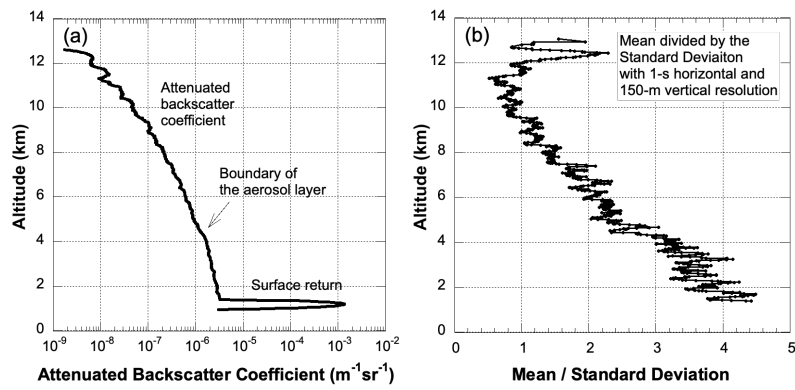 (a)
Attenuated
backscatter
coefficient
Boundary of
the aerosol layer
Surface return
Altitude (km)
14
12
10
8
6
4
2
0
10⁻⁹ 10⁻⁸ 10⁻⁷ 10⁻⁶ 10⁻⁵ 10⁻⁴ 10⁻³ 10⁻²
Attenuated Backscatter Coefficient (m⁻¹sr⁻¹)
(b)
Mean divided by the
Standard Deviaiton
with 1-s horizontal and
150-m vertical resolution
Altitude (km)
14
12
10
8
6
4
2
0
0 1 2 3 4 5
Mean / Standard Deviation